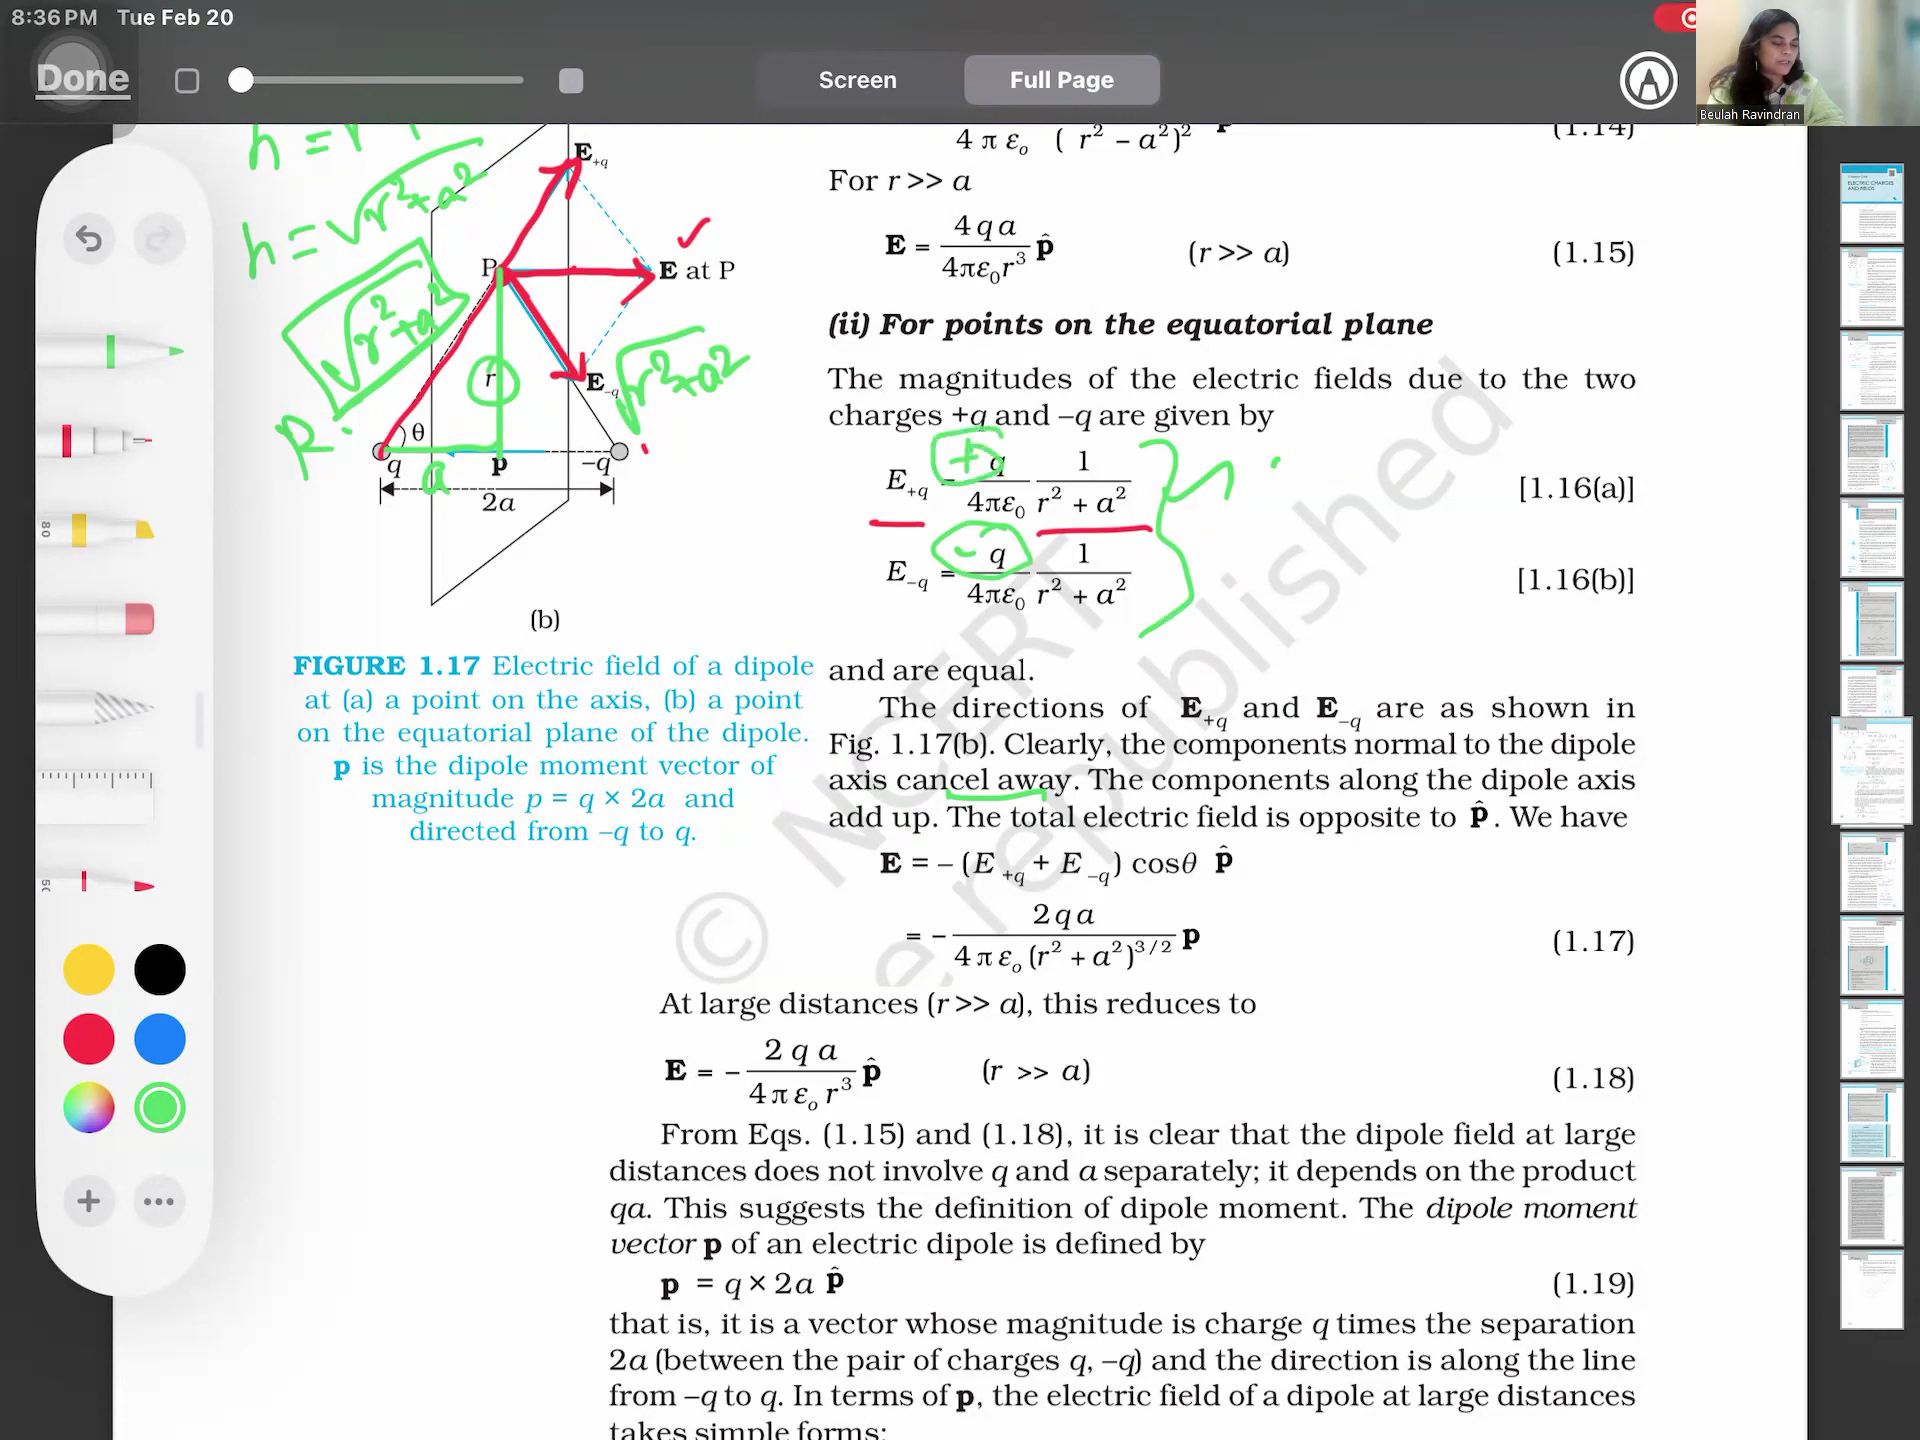 8:36 PM Tue Feb 20
Done
Screen
Full Page
Beulah Ravindran
h = r
h = √r² + a²
√r² + a²
R
E+q
P
E at P
r
E−q
√r² + a²
θ
q
a
p
−q
2a
(b)
FIGURE 1.17 Electric field of a dipole
at (a) a point on the axis, (b) a point
on the equatorial plane of the dipole.
p is the dipole moment vector of
magnitude p = q × 2a and
directed from –q to q.
4 π εo ( r² – a²)² p (1.14)
For r >> a
E = 4 q a / 4πε0r³ p̂ (r >> a) (1.15)
(ii) For points on the equatorial plane
The magnitudes of the electric fields due to the two
charges +q and –q are given by
E+q = + q / 4πε0 1 / r² + a² [1.16(a)]
E–q = - q / 4πε0 1 / r² + a² [1.16(b)]
and are equal.
The directions of E+q and E–q are as shown in
Fig. 1.17(b). Clearly, the components normal to the dipole
axis cancel away. The components along the dipole axis
add up. The total electric field is opposite to p̂. We have
E = – (E +q + E –q) cosθ p̂
= – 2 q a / 4 π εo (r² + a²)3/2 p (1.17)
At large distances (r >> a), this reduces to
E = – 2 q a / 4 π εo r³ p̂ (r >> a) (1.18)
From Eqs. (1.15) and (1.18), it is clear that the dipole field at large
distances does not involve q and a separately; it depends on the product
qa. This suggests the definition of dipole moment. The dipole moment
vector p of an electric dipole is defined by
p = q × 2a p̂ (1.19)
that is, it is a vector whose magnitude is charge q times the separation
2a (between the pair of charges q, –q) and the direction is along the line
from –q to q. In terms of p, the electric field of a dipole at large distances
takes simple forms:
© NCERT
e republished
80